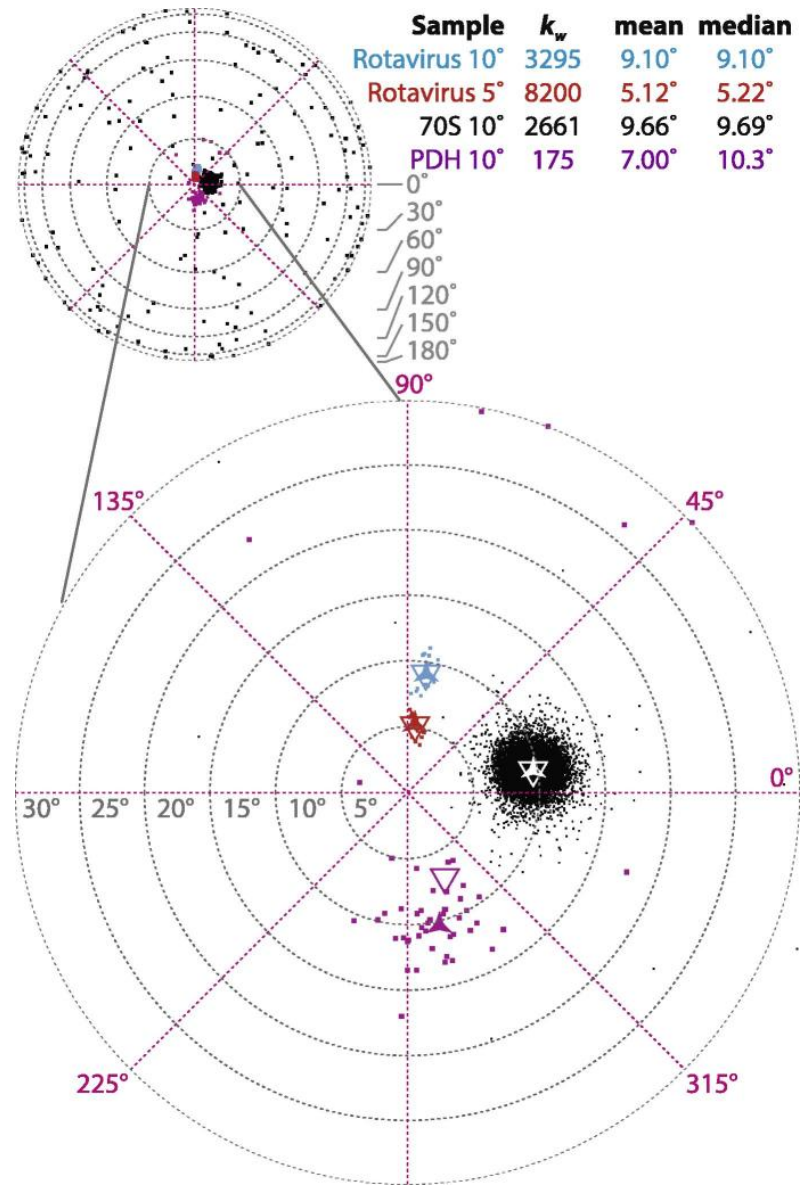 Sample k_w mean median
Rotavirus 10˚ 3295 9.10˚ 9.10˚
Rotavirus 5˚ 8200 5.12˚ 5.22˚
70S 10˚ 2661 9.66˚ 9.69˚
PDH 10˚ 175 7.00˚ 10.3˚
0˚
30˚
60˚
90˚
120˚
150˚
180˚
90°
135° 45°
0°
30° 25° 20° 15° 10° 5°
225° 315°